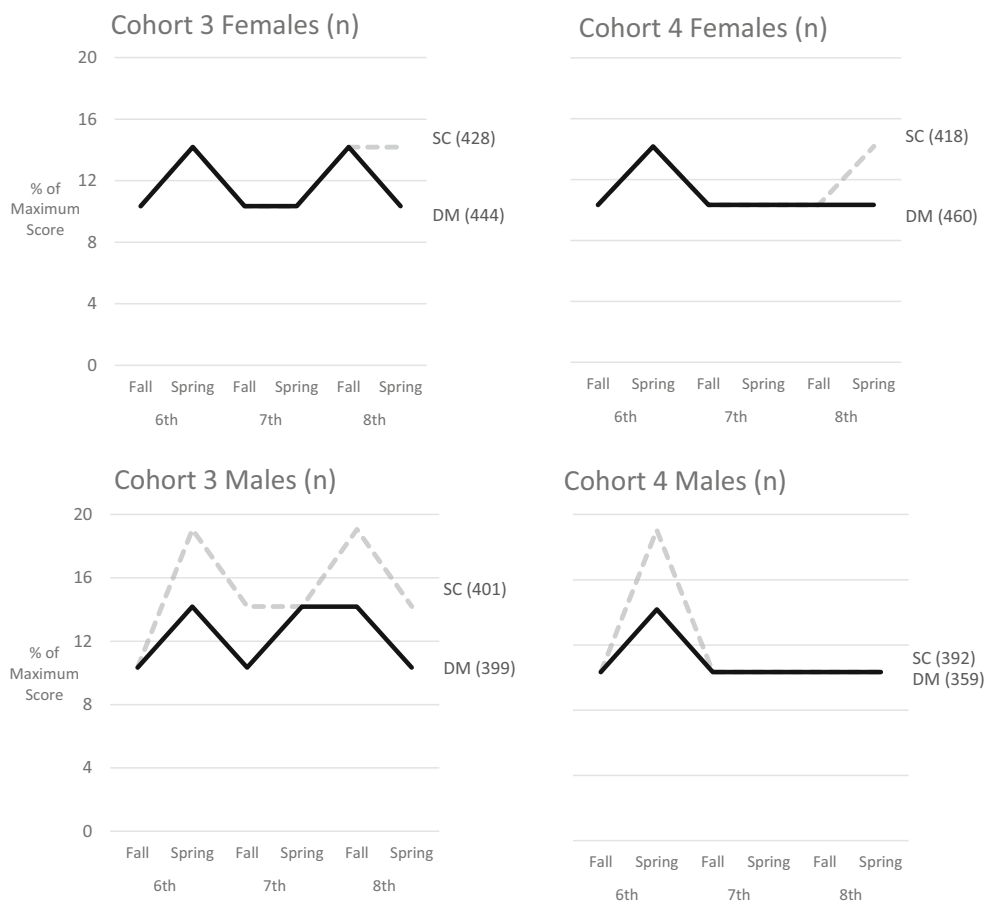 Cohort 3 Females (n)
20
16
12
8
4
0
% of
Maximum
Score
SC (428)
DM (444)
Fall Spring Fall Spring Fall Spring
6th 7th 8th
Cohort 4 Females (n)
SC (418)
DM (460)
Fall Spring Fall Spring Fall Spring
6th 7th 8th
Cohort 3 Males (n)
20
16
12
8
4
0
% of
Maximum
Score
SC (401)
DM (399)
Fall Spring Fall Spring Fall Spring
6th 7th 8th
Cohort 4 Males (n)
SC (392)
DM (359)
Fall Spring Fall Spring Fall Spring
6th 7th 8th